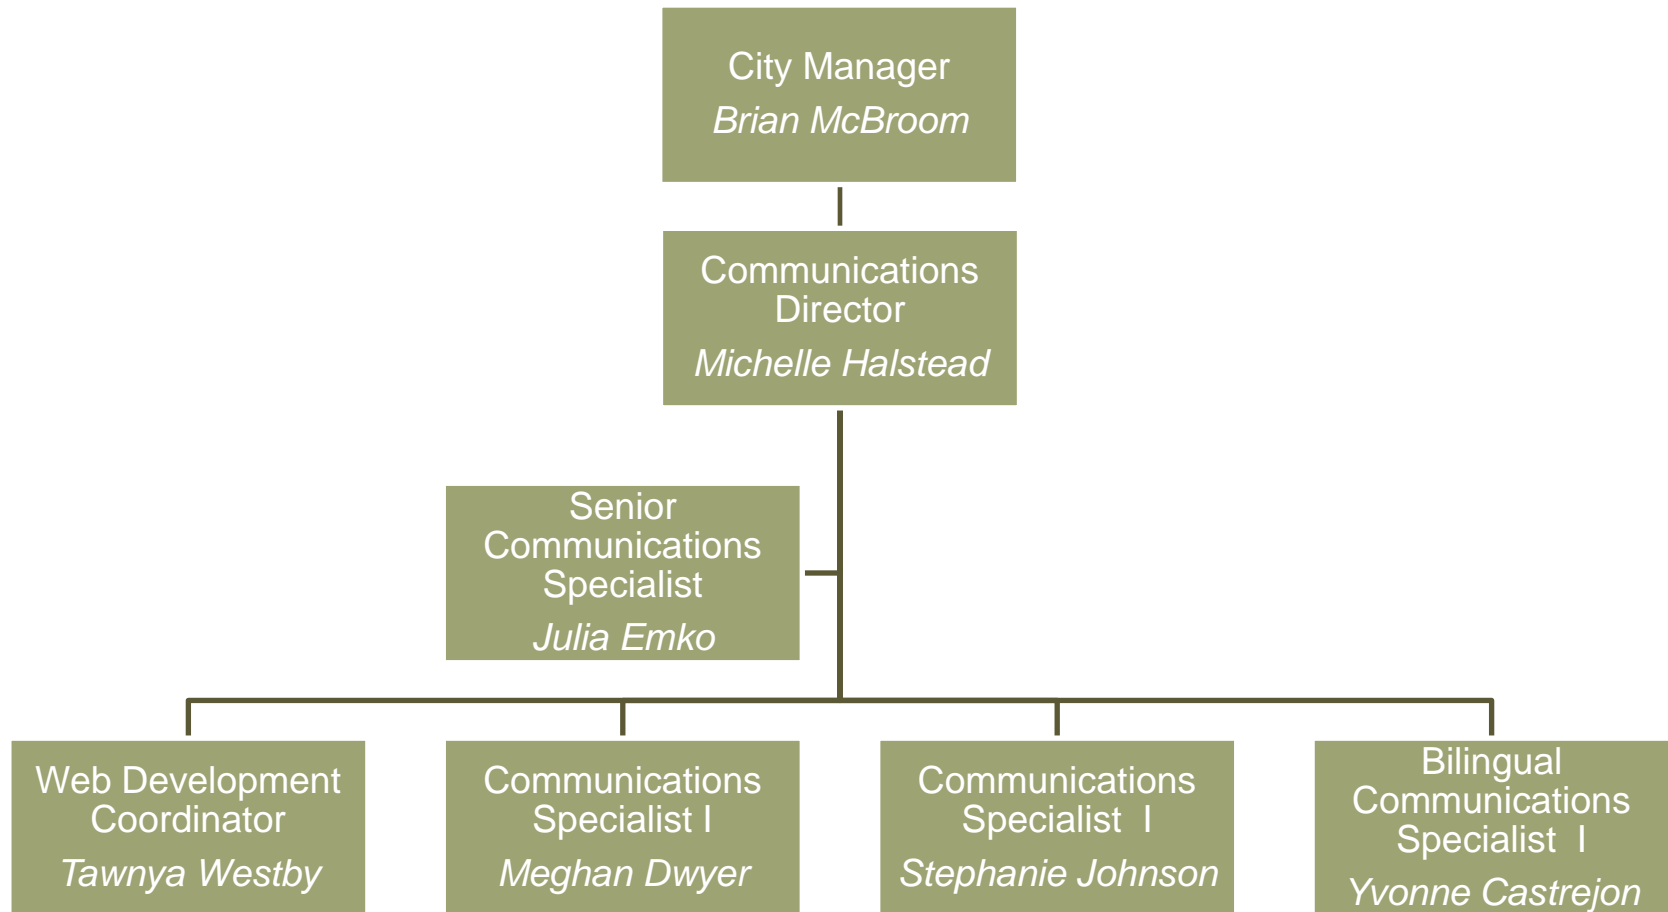 City Manager
Brian McBroom
Communications
Director
Michelle Halstead
Senior
Communications
Specialist
Julia Emko
Web Development
Coordinator
Tawnya Westby
Communications
Specialist I
Meghan Dwyer
Communications
Specialist  I
Stephanie Johnson
Bilingual
Communications
Specialist  I
Yvonne Castrejon